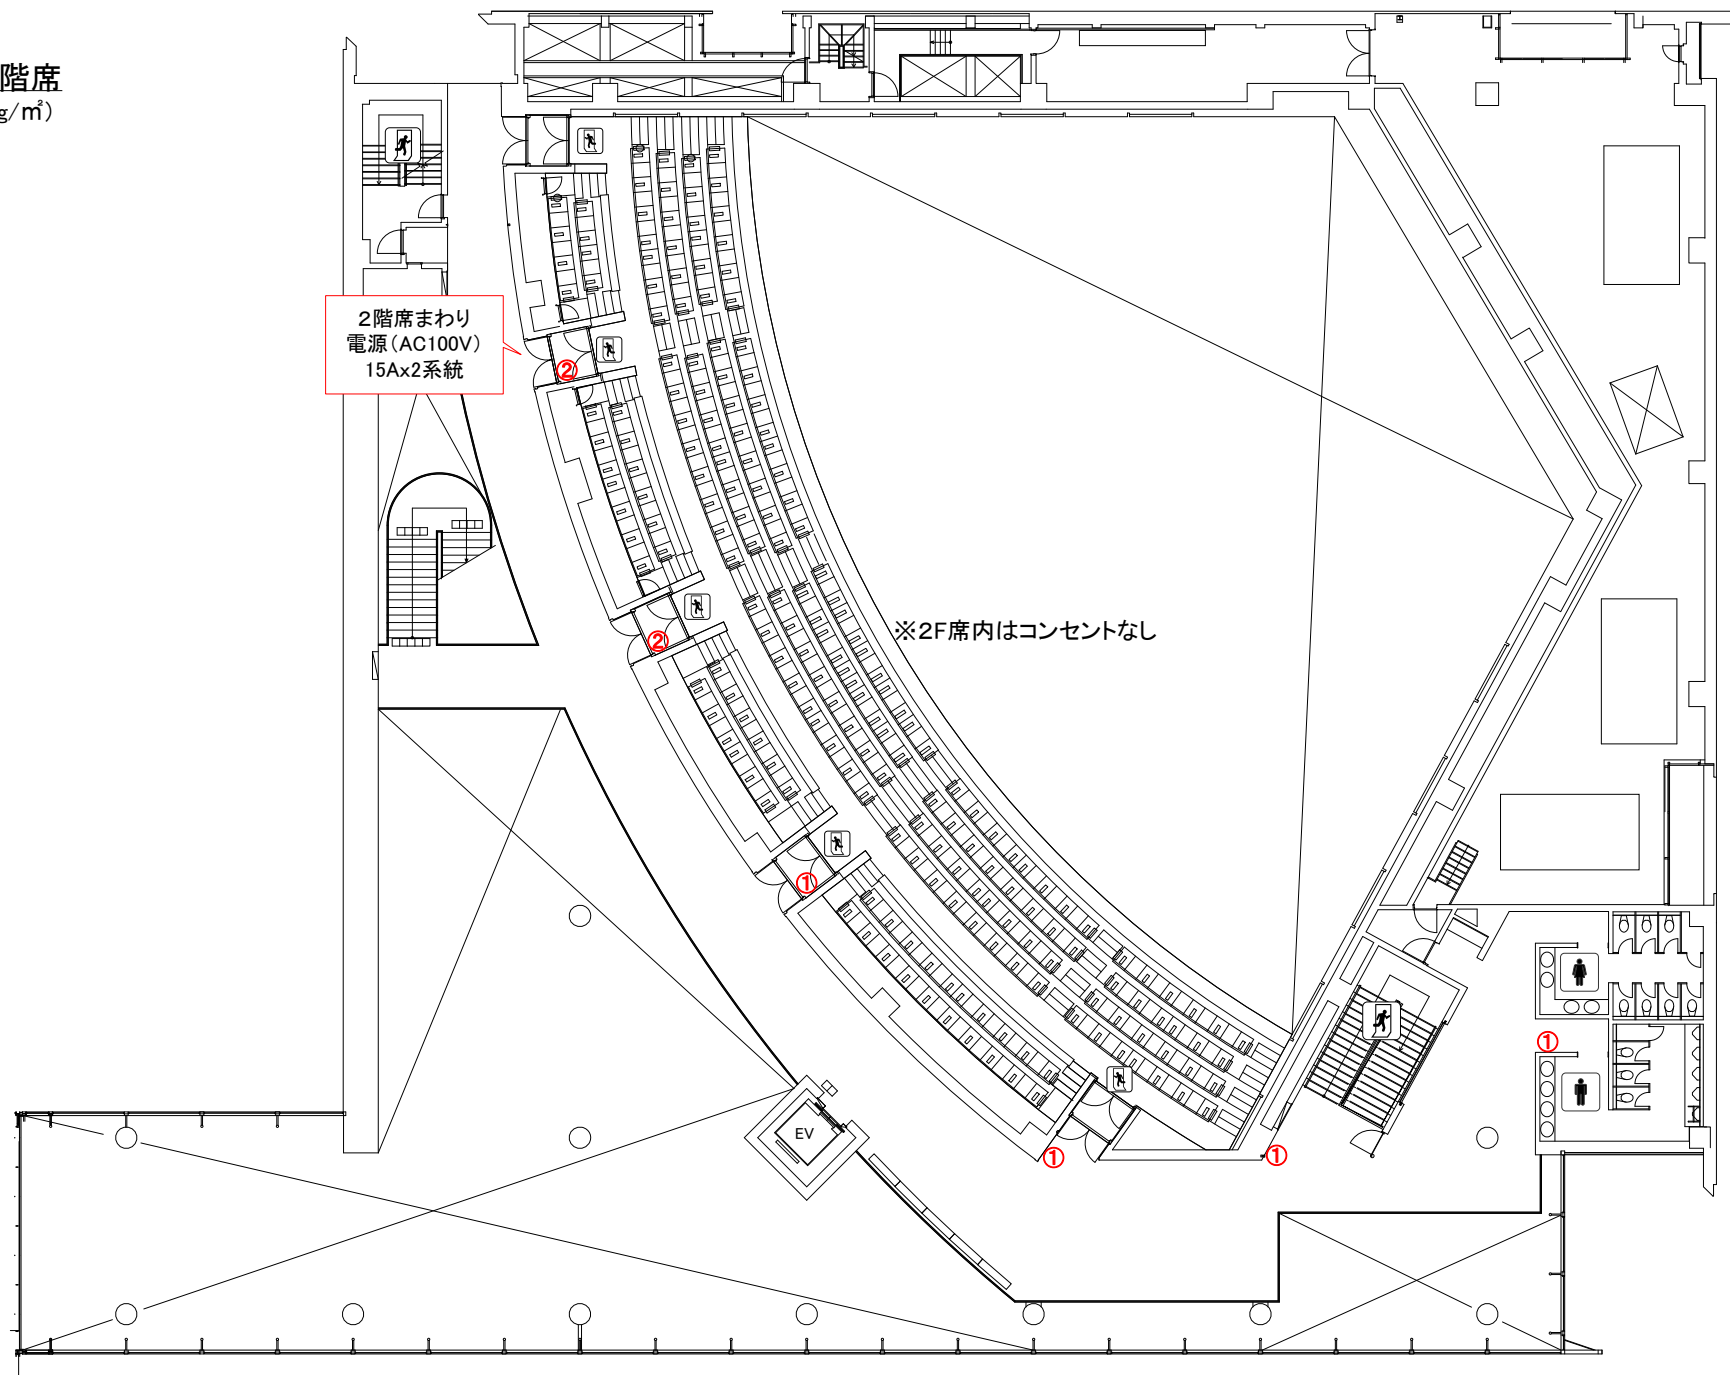 階席
g/㎡)
2階席まわり
電源(AC100V)
15Ax2系統
②
※2F席内はコンセントなし
②
①
①
EV
①
①